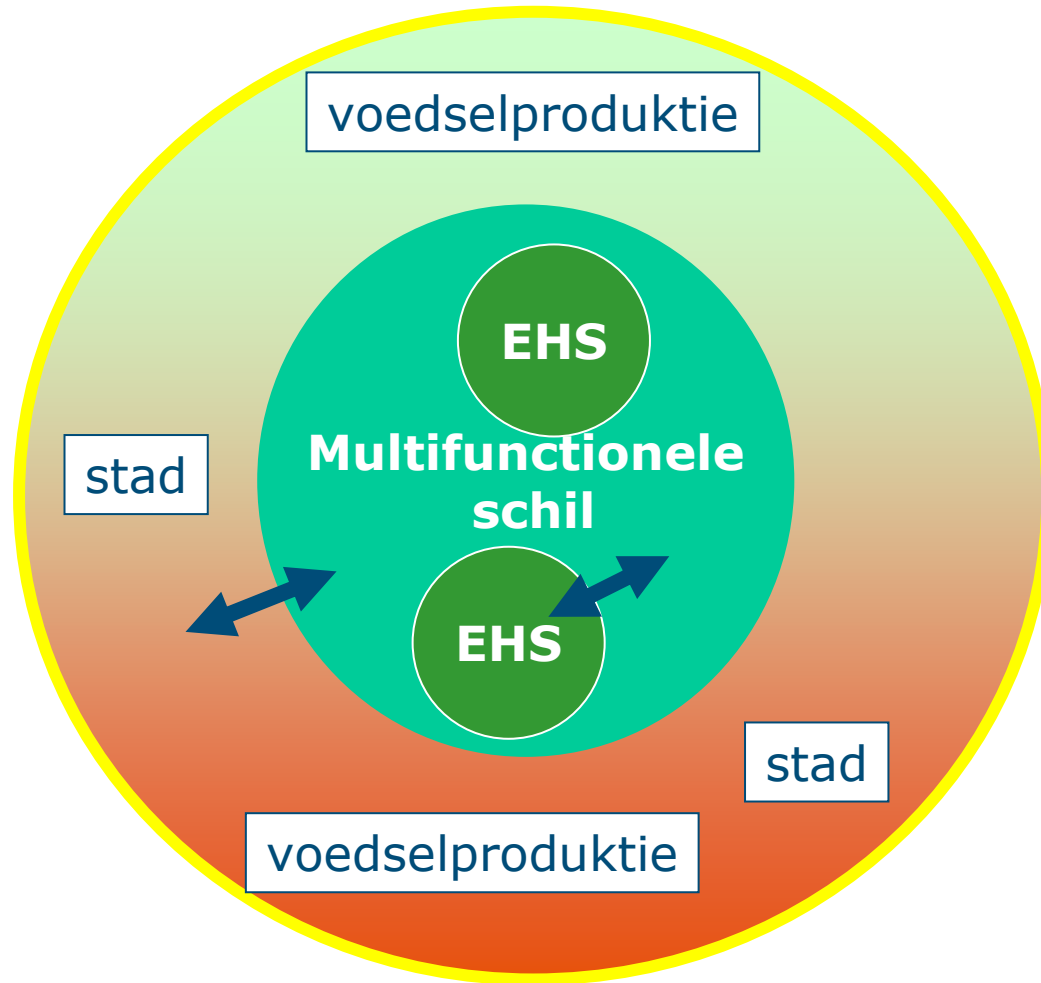 voedselproduktie
EHS
Multifunctionele
schil
stad
EHS
stad
voedselproduktie